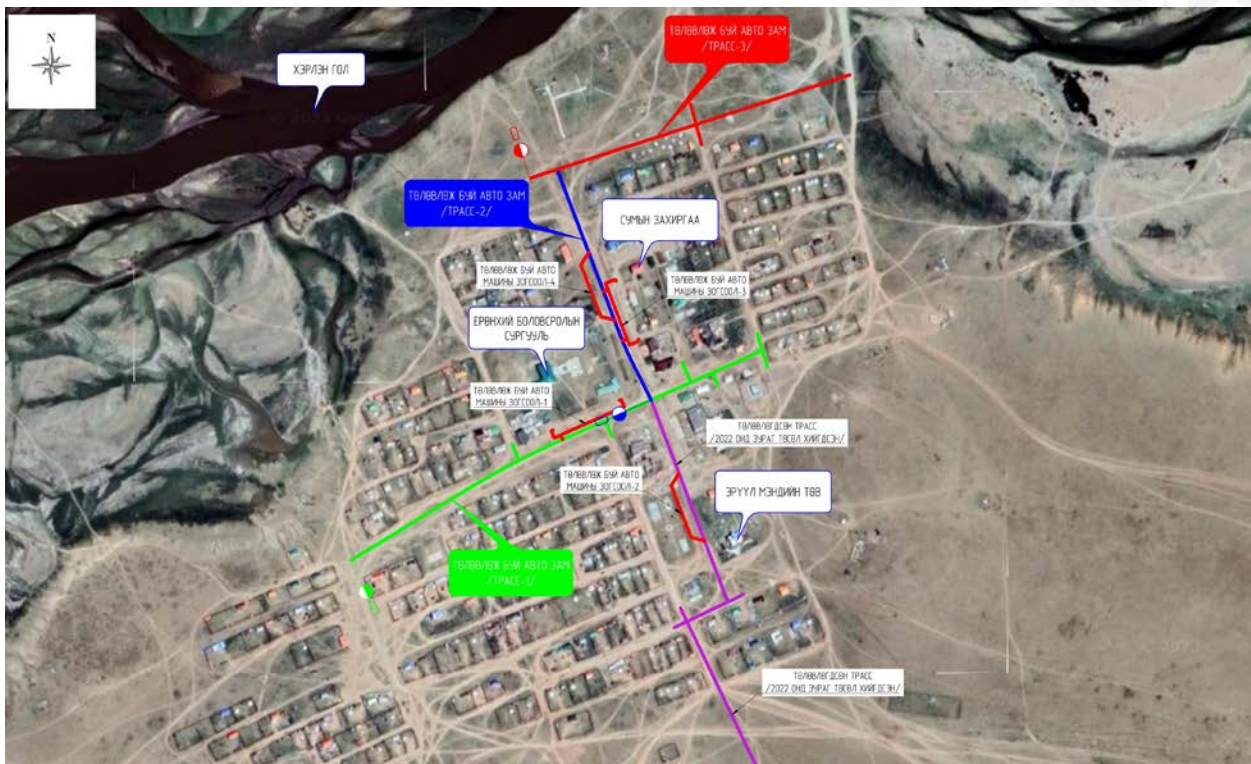 N
ХЭРЛЭН ГОЛ
ТӨЛӨВЛӨЖ БУЙ АВТО ЗАМ
/ТРАСС-3/
ТӨЛӨВЛӨЖ БУЙ АВТО ЗАМ
/ТРАСС-2/
СУМЫН ЗАХИРГАА
ТӨЛӨВЛӨЖ БУЙ АВТО
МАШИНЫ ЗОГСООЛ-4
ТӨЛӨВЛӨЖ БУЙ АВТО
МАШИНЫ ЗОГСООЛ-3
ЕРӨНХИЙ БОЛОВСРОЛЫН
СУРГУУЛЬ
ТӨЛӨВЛӨЖ БУЙ АВТО
МАШИНЫ ЗОГСООЛ-1
ТӨЛӨВЛӨГДСӨН ТРАСС
/2022 ОНД ЗУРАГ ТӨСӨЛ ХИЙГДСЭН/
ТӨЛӨВЛӨЖ БУЙ АВТО
МАШИНЫ ЗОГСООЛ-2
ЭРҮҮЛ МЭНДИЙН ТӨВ
ТӨЛӨВЛӨЖ БУЙ АВТО ЗАМ
/ТРАСС-1/
ТӨЛӨВЛӨГДСӨН ТРАСС
/2022 ОНД ЗУРАГ ТӨСӨЛ ХИЙГДСЭН/